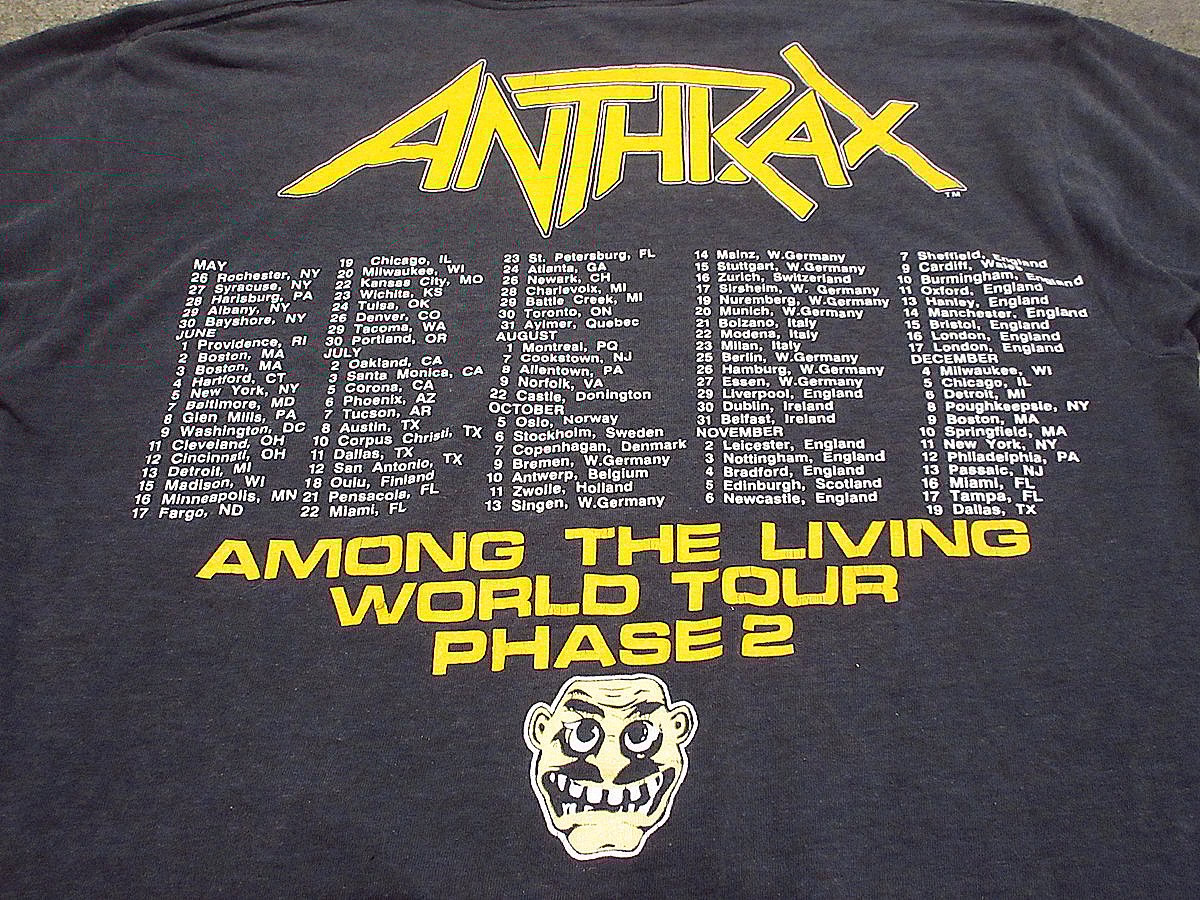 ANTHRAX
TM
MAY
26 Rochester, NY
27 Syracuse, NY
28 Harisburg, PA
29 Albany, NY
30 Bayshore, NY
JUNE
1 Providence, RI
2 Boston, MA
3 Boston, MA
4 Hartford, CT
5 New York, NY
7 Baltimore, MD
8 Glen Mills, PA
9 Washington, DC
11 Cleveland, OH
12 Cincinnati, OH
13 Detroit, MI
15 Madison, WI
16 Minneapolis, MN
17 Fargo, ND
19 Chicago, IL
20 Milwaukee, WI
22 Kansas City, MO
23 Wichita, KS
24 Tulsa, OK
26 Denver, CO
29 Tacoma, WA
30 Portland, OR
JULY
2 Oakland, CA
3 Santa Monica, CA
5 Corona, CA
6 Phoenix, AZ
7 Tucson, AR
8 Austin, TX
10 Corpus Christi, TX
11 Dallas, TX
12 San Antonio, TX
18 Oulu, Finland
21 Pensacola, FL
22 Miami, FL
23 St. Petersburg, FL
24 Atlanta, GA
26 Newark, CH
28 Charlevoix, MI
29 Battle Creek, MI
30 Toronto, ON
31 Aylmer, Quebec
AUGUST
1 Montreal, PQ
7 Cookstown, NJ
8 Allentown, PA
9 Norfolk, VA
22 Castle, Donington
OCTOBER
5 Oslo, Norway
6 Stockholm, Sweden
7 Copenhagen, Denmark
9 Bremen, W.Germany
10 Antwerp, Belgium
11 Zwolle, Holland
13 Singen, W.Germany
14 Mainz, W.Germany
15 Stuttgart, W.Germany
16 Zurich, Switzerland
17 Sirsheim, W.Germany
19 Nuremberg, W.Germany
20 Munich, W.Germany
21 Bolzano, Italy
22 Modena, Italy
23 Milan, Italy
25 Berlin, W.Germany
26 Hamburg, W.Germany
27 Essen, W.Germany
29 Liverpool, England
30 Dublin, Ireland
31 Belfast, Ireland
NOVEMBER
2 Leicester, England
3 Nottingham, England
4 Bradford, England
5 Edinburgh, Scotland
6 Newcastle, England
7 Sheffield, England
9 Cardiff, Wales
10 Burmingham, England
11 Oxford, England
13 Hanley, England
14 Manchester, England
15 Bristol, England
16 London, England
17 London, England
DECEMBER
4 Milwaukee, WI
5 Chicago, IL
6 Detroit, MI
8 Poughkeepsie, NY
9 Boston, MA
10 Springfield, MA
11 New York, NY
12 Philadelphia, PA
13 Passaic, NJ
16 Miami, FL
17 Tampa, FL
19 Dallas, TX
AMONG THE LIVING
WORLD TOUR
PHASE 2